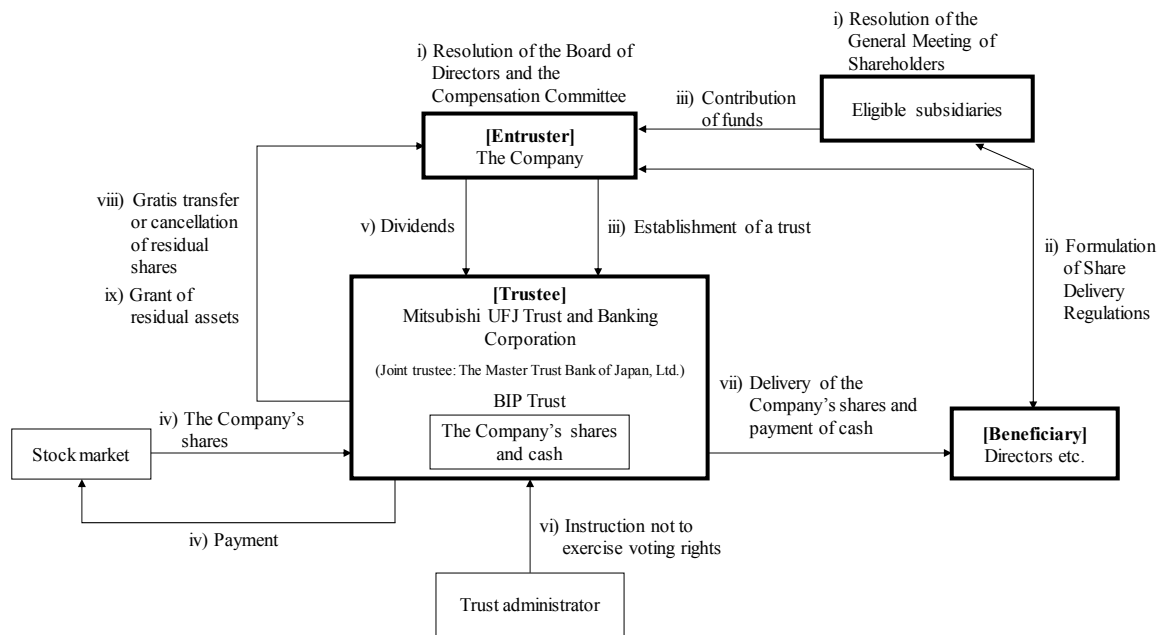 i) Resolution of the
General Meeting of
Shareholders
i) Resolution of the Board of
Directors and the
Compensation Committee
Eligible subsidiaries
iii) Contribution
of funds
[Entruster]
The Company
viii) Gratis transfer
or cancellation
of residual
shares
ix) Grant of
residual assets
v) Dividends
iii) Establishment of a trust
ii) Formulation
of Share
Delivery
Regulations
[Trustee]
Mitsubishi UFJ Trust and Banking
Corporation
(Joint trustee: The Master Trust Bank of Japan, Ltd.)
BIP Trust
The Company's shares
and cash
vii) Delivery of the
Company's shares and
payment of cash
iv) The Company's
shares
Stock market
[Beneficiary]
Directors etc.
iv) Payment
vi) Instruction not to
exercise voting rights
Trust administrator